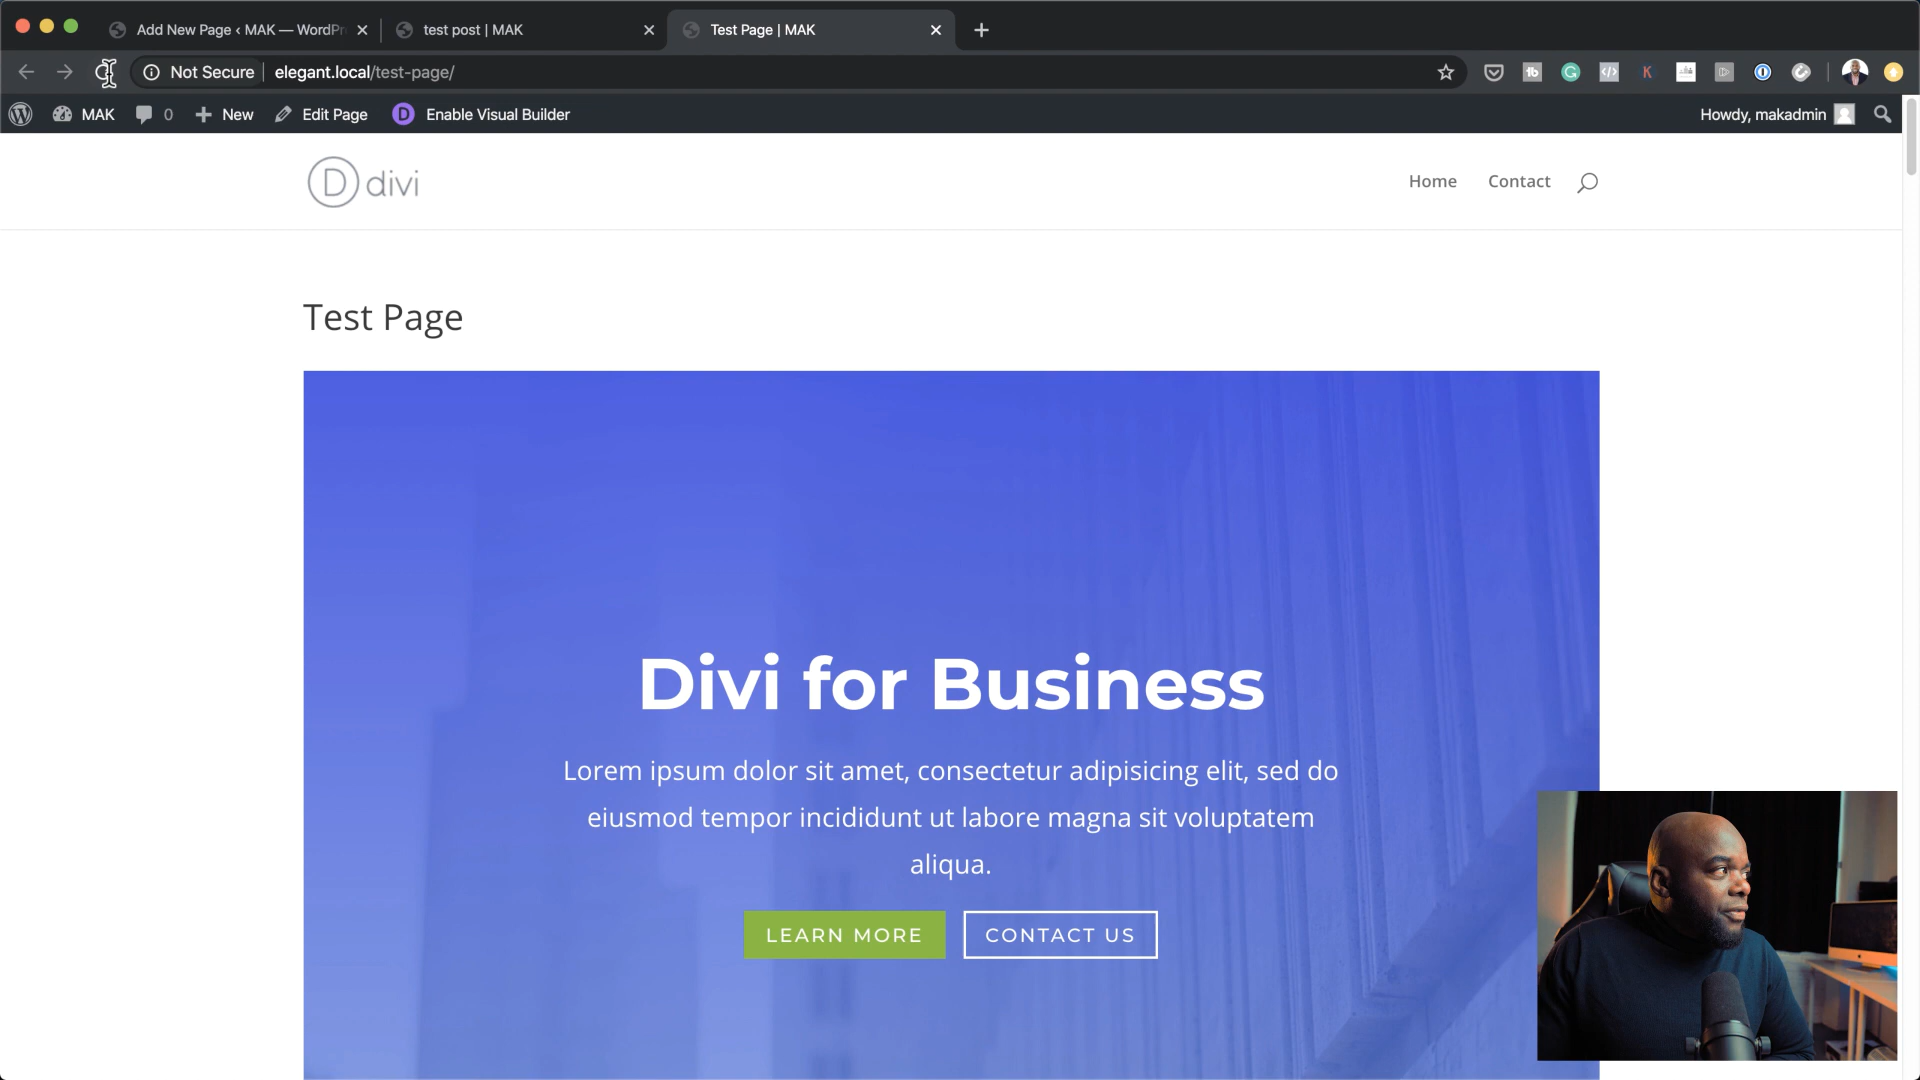 Add New Page ‹ MAK — WordPr
test post | MAK
Test Page | MAK
Not Secure
elegant.local/test-page/
MAK
0
New
Edit Page
D
Enable Visual Builder
Howdy, makadmin
D divi
Home
Contact
Test Page
Divi for Business
Lorem ipsum dolor sit amet, consectetur adipisicing elit, sed do
eiusmod tempor incididunt ut labore magna sit voluptatem
aliqua.
LEARN MORE
CONTACT US